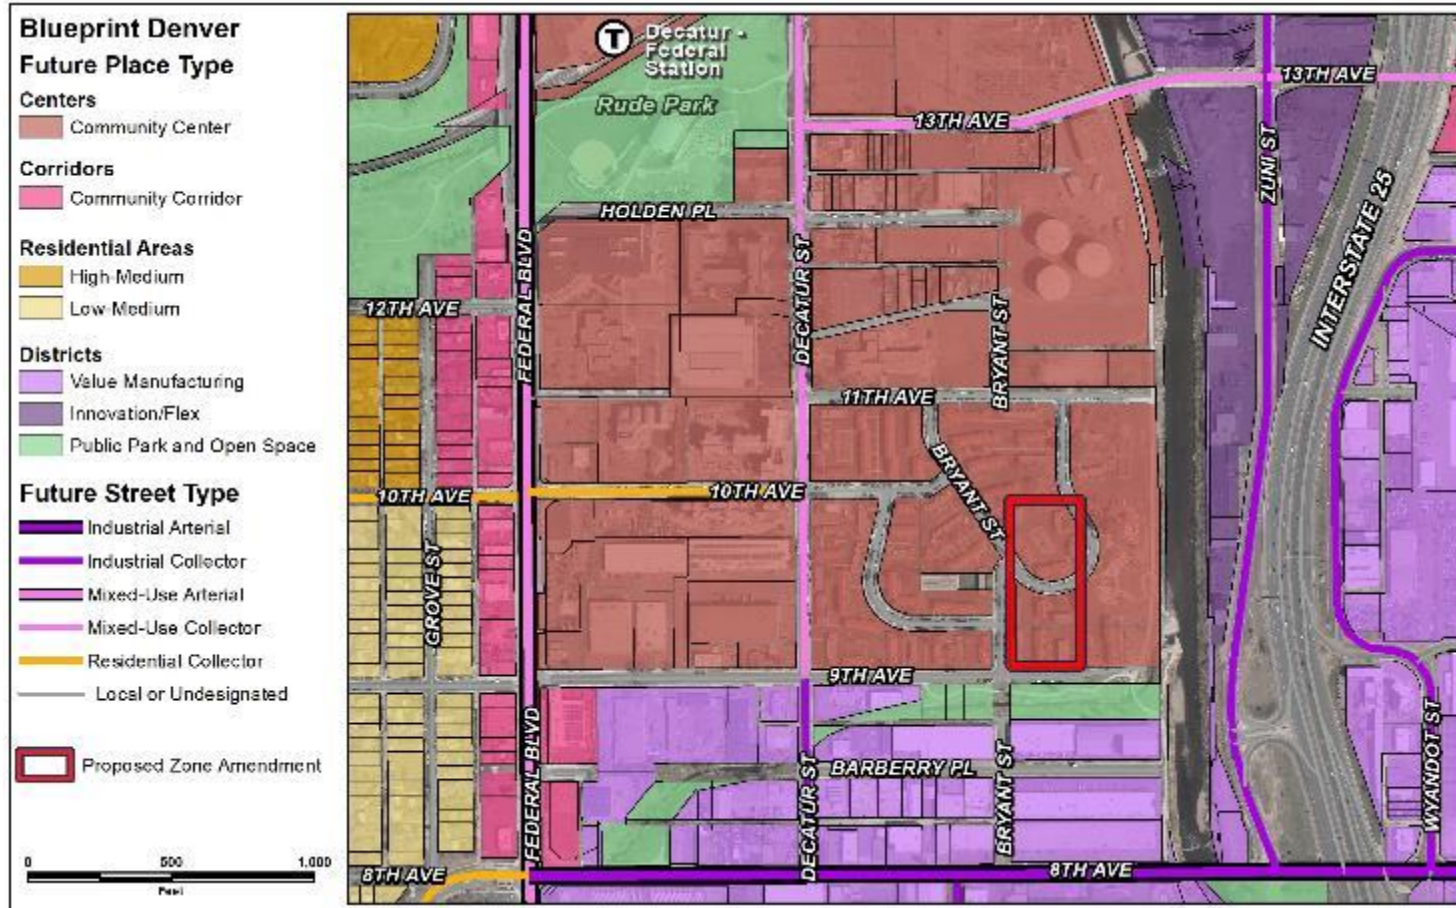 Blueprint Denver
Future Place Type
Centers
Community Center
Corridors
Community Corridor
Residential Areas
High-Medium
Low-Medium
Districts
Value Manufacturing
Innovation/Flex
Public Park and Open Space
Future Street Type
Industrial Arterial
Industrial Collector
Mixed-Use Arterial
Mixed-Use Collector
Residential Collector
Local or Undesignated
Proposed Zone Amendment
0 500 1,000
Feet
T
Decatur -
Federal
Station
Rude Park
13TH AVE
13TH AVE
ZUNI ST
HOLDEN PL
FEDERAL BLVD
DECATUR ST
INTERSTATE 25
12TH AVE
BRYANT ST
11TH AVE
BRYANT ST
10TH AVE
10TH AVE
GROVE ST
9TH AVE
FEDERAL BLVD
DECATUR ST
BARBERRY PL
BRYANT ST
WYANDOT ST
8TH AVE
8TH AVE